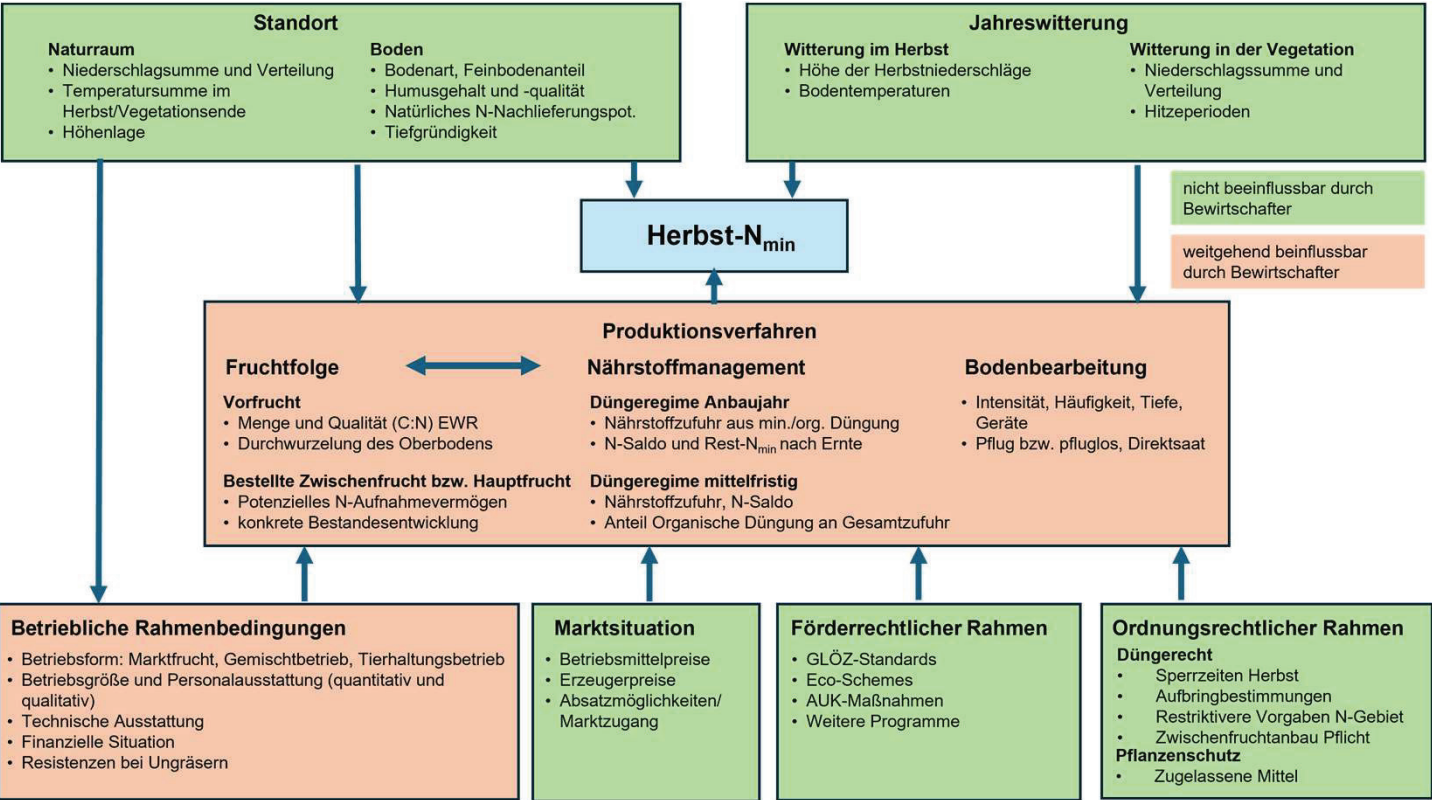 Standort
Naturraum
• Niederschlagsumme und Verteilung
• Temperatursumme im
Herbst/Vegetationsende
• Höhenlage
Boden
• Bodenart, Feinbodenanteil
• Humusgehalt und -qualität
• Natürliches N-Nachlieferungspot.
• Tiefgründigkeit
Jahreswitterung
Witterung im Herbst
• Höhe der Herbstniederschläge
• Bodentemperaturen
Witterung in der Vegetation
• Niederschlagssumme und
Verteilung
• Hitzeperioden
nicht beeinflussbar durch
Bewirtschafter
weitgehend beinflussbar
durch Bewirtschafter
Herbst-Nmin
Produktionsverfahren
Fruchtfolge
Vorfrucht
• Menge und Qualität (C:N) EWR
• Durchwurzelung des Oberbodens
Bestellte Zwischenfrucht bzw. Hauptfrucht
• Potenzielles N-Aufnahmevermögen
• konkrete Bestandesentwicklung
Nährstoffmanagement
Düngeregime Anbaujahr
• Nährstoffzufuhr aus min./org. Düngung
• N-Saldo und Rest-Nmin nach Ernte
Düngeregime mittelfristig
• Nährstoffzufuhr, N-Saldo
• Anteil Organische Düngung an Gesamtzufuhr
Bodenbearbeitung
• Intensität, Häufigkeit, Tiefe,
Geräte
• Pflug bzw. pfluglos, Direktsaat
Betriebliche Rahmenbedingungen
• Betriebsform: Marktfrucht, Gemischtbetrieb, Tierhaltungsbetrieb
• Betriebsgröße und Personalausstattung (quantitativ und
qualitativ)
• Technische Ausstattung
• Finanzielle Situation
• Resistenzen bei Ungräsern
Marktsituation
• Betriebsmittelpreise
• Erzeugerpreise
• Absatzmöglichkeiten/
Marktzugang
Förderrechtlicher Rahmen
• GLÖZ-Standards
• Eco-Schemes
• AUK-Maßnahmen
• Weitere Programme
Ordnungsrechtlicher Rahmen
Düngerecht
• Sperrzeiten Herbst
• Aufbringbestimmungen
• Restriktivere Vorgaben N-Gebiet
• Zwischenfruchtanbau Pflicht
Pflanzenschutz
• Zugelassene Mittel